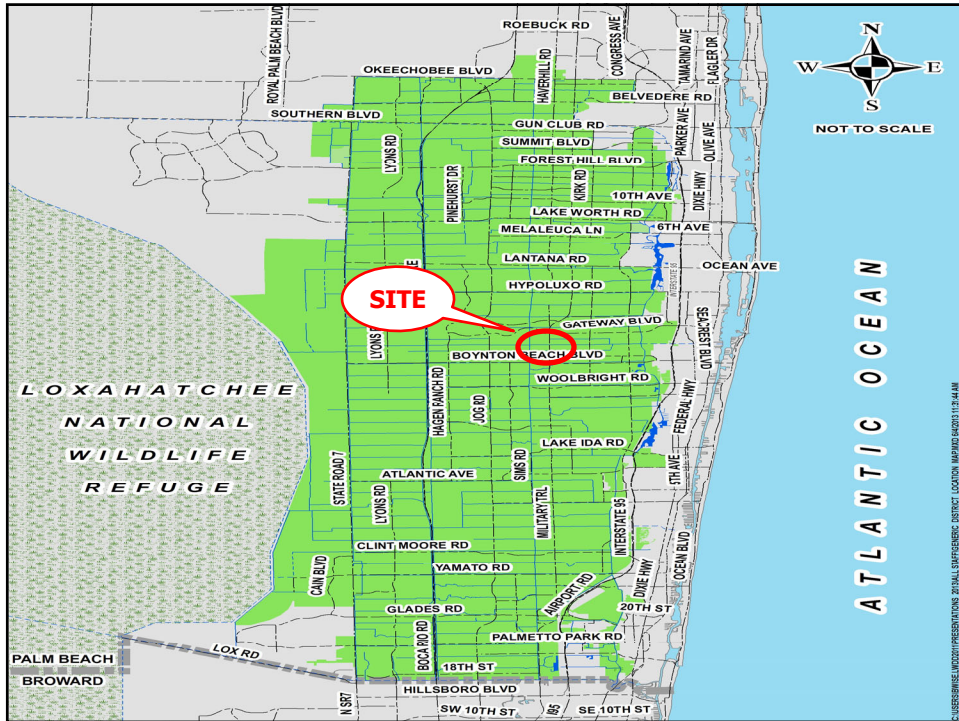 ROEBUCK RD
ROYAL PALM BEACH BLVD
OKEECHOBEE BLVD
HAVERHILL RD
CONGRESS AVE
TAMARIND AVE
FLAGLER DR
N
W
E
S
NOT TO SCALE
BELVEDERE RD
SOUTHERN BLVD
GUN CLUB RD
PARKER AVE
OLIVE AVE
SUMMIT BLVD
LYONS RD
FOREST HILL BLVD
PINEHURST DR
KIRK RD
10TH AVE
DIXIE HWY
LAKE WORTH RD
MELALEUCA LN
6TH AVE
LANTANA RD
OCEAN AVE
INTERSTATE 95
HYPOLUXO RD
SITE
GATEWAY BLVD
SEACREST BLVD
BOYNTON BEACH BLVD
WOOLBRIGHT RD
HAGEN RANCH RD
JOG RD
FEDERAL HWY
LOXAHATCHEE
NATIONAL
WILDLIFE
REFUGE
ATLANTIC OCEAN
LAKE IDA RD
SIMS RD
5TH AVE
ATLANTIC AVE
STATE ROAD 7
LYONS RD
MILITARY TRL
INTERSTATE 95
CLINT MOORE RD
CAIN BLVD
YAMATO RD
OCEAN BLVD
DIXIE HWY
AIRPORT RD
20TH ST
GLADES RD
BOCA RIO RD
PALMETTO PARK RD
LOX RD
PALM BEACH
BROWARD
18TH ST
HILLSBORO BLVD
N SR7
SW 10TH ST
I95
SE 10TH ST